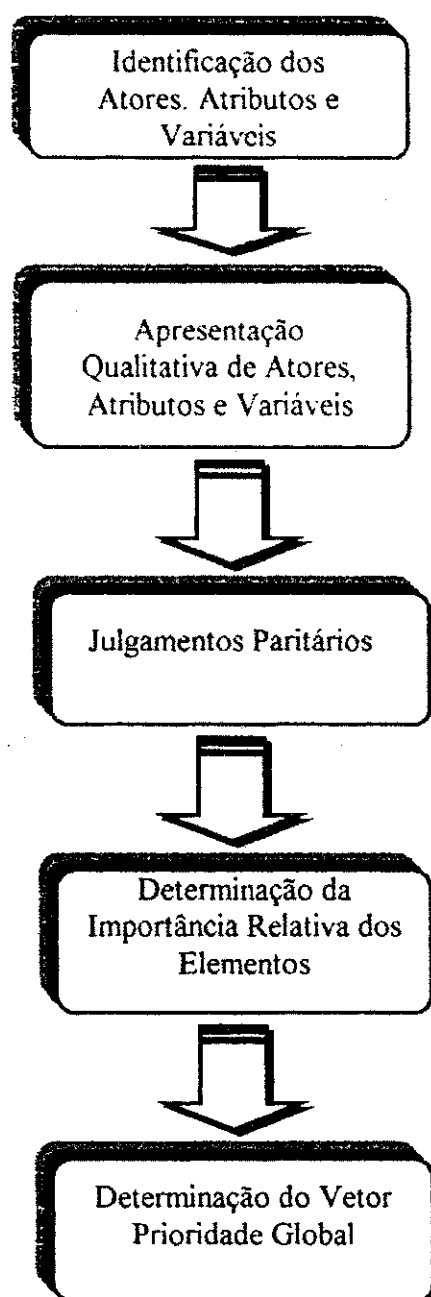 Identificação dos
Atores. Atributos e
Variáveis
Apresentação
Qualitativa de Atores,
Atributos e Variáveis
Julgamentos Paritários
Determinação da
Importância Relativa dos
Elementos
Determinação do Vetor
Prioridade Global